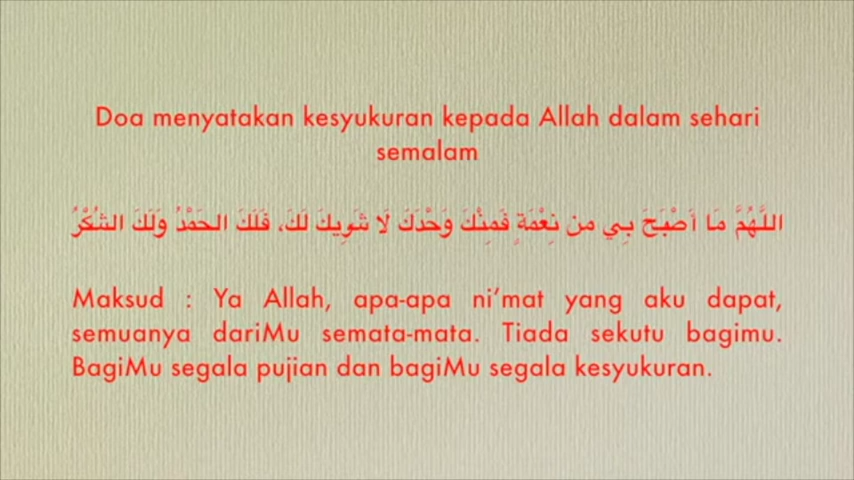 Doa menyatakan kesyukuran kepada Allah dalam sehari
semalam
اللَّهُمَّ مَا أَصْبَحَ بِي من نِعْمَةٍ فَمِنْكَ وَحْدَكَ لَا شَوِيكَ لَكَ، فَلَكَ الحَمْدُ وَلَكَ الشُكْرُ
Maksud : Ya Allah, apa-apa ni’mat yang aku dapat,
semuanya dariMu semata-mata. Tiada sekutu bagimu.
BagiMu segala pujian dan bagiMu segala kesyukuran.